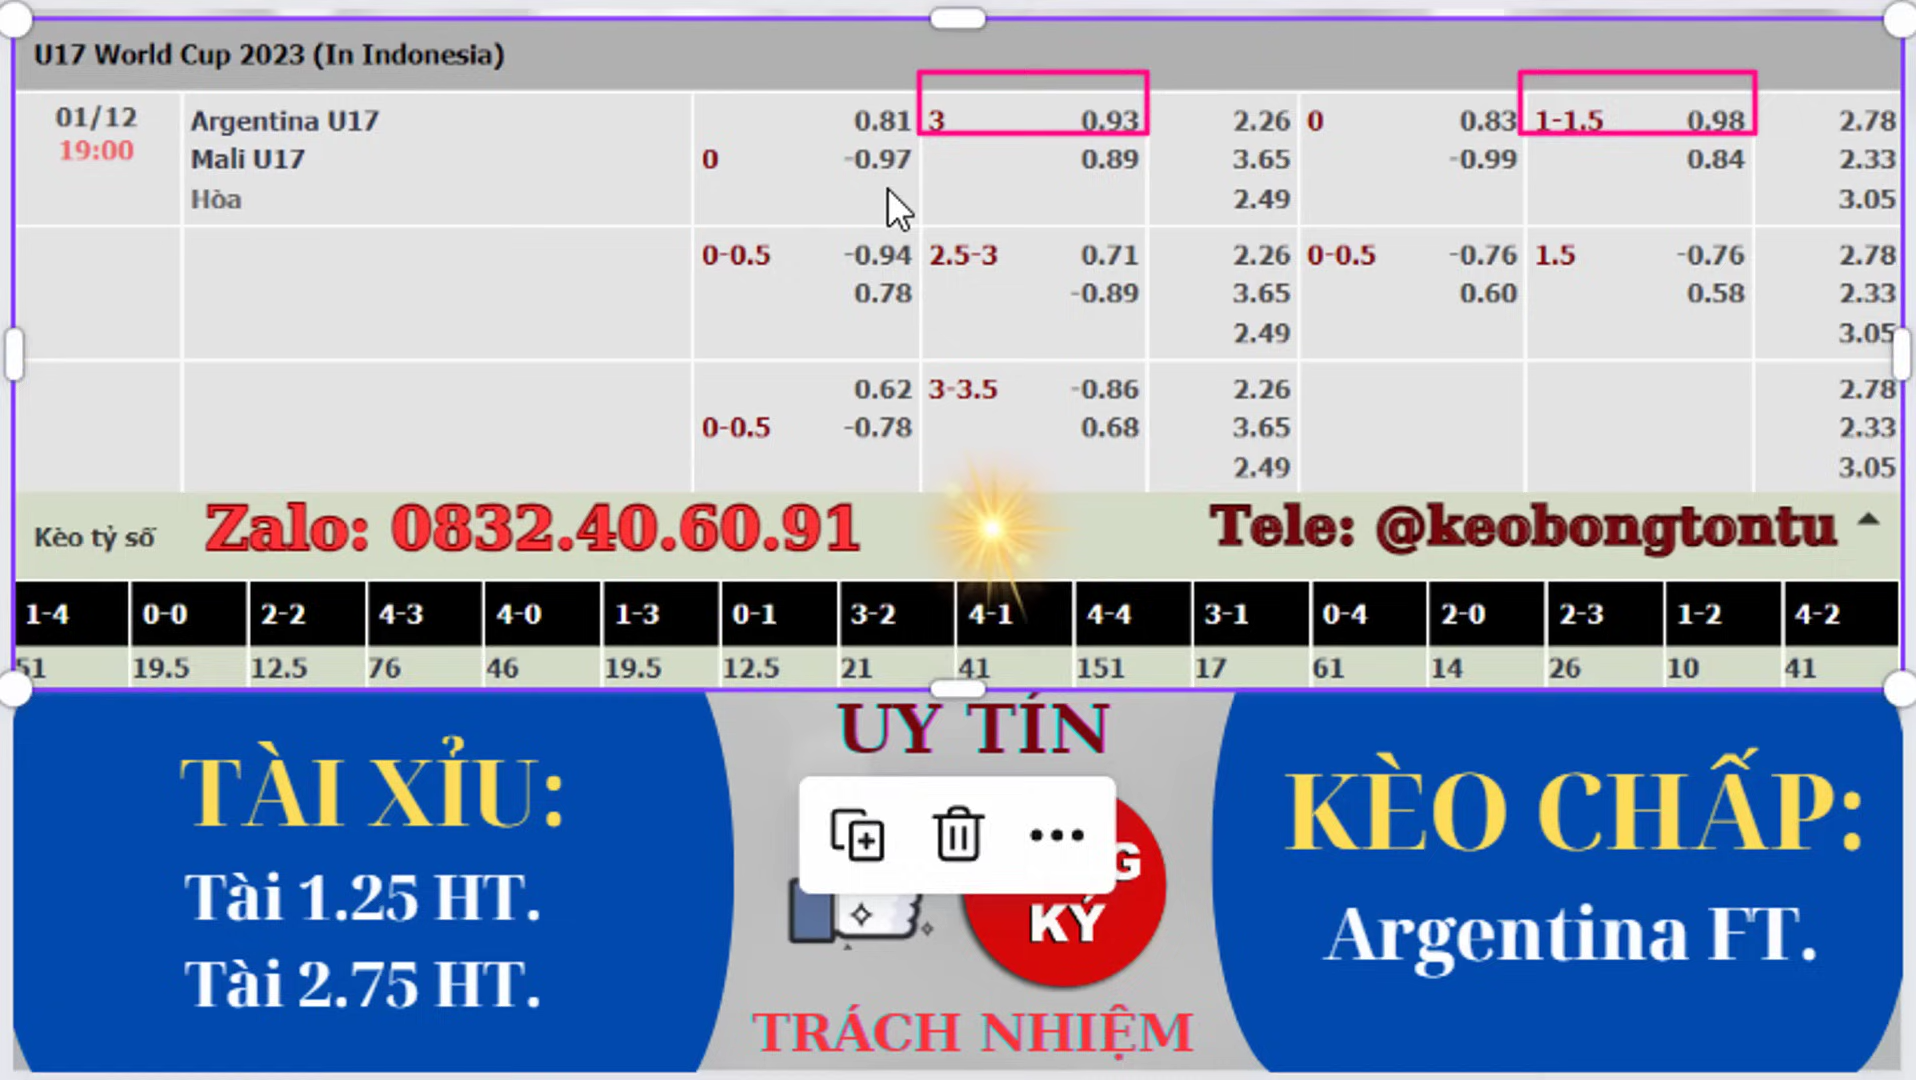 U17 World Cup 2023 (In Indonesia)
01/12 Argentina U17 0.81 3 0.93 2.26 0 0.83 1-1.5 0.98 2.78
19:00 Mali U17 0 -0.97 0.89 3.65 -0.99 0.84 2.33
Hòa 2.49 3.05
0-0.5 -0.94 2.5-3 0.71 2.26 0-0.5 -0.76 1.5 -0.76 2.78
0.78 -0.89 3.65 0.60 0.58 2.33
2.49 3.05
0.62 3-3.5 -0.86 2.26 2.78
0-0.5 -0.78 0.68 3.65 2.33
2.49 3.05
Kèo tỷ số Zalo: 0832.40.60.91 Tele: @keobongtontu
1-4 0-0 2-2 4-3 4-0 1-3 0-1 3-2 4-1 4-4 3-1 0-4 2-0 2-3 1-2 4-2
51 19.5 12.5 76 46 19.5 12.5 21 41 151 17 61 14 26 10 41
UY TÍN
TÀI XỈU:
Tài 1.25 HT.
Tài 2.75 HT.
KÝ
TRÁCH NHIỆM
KÈO CHẤP:
Argentina FT.